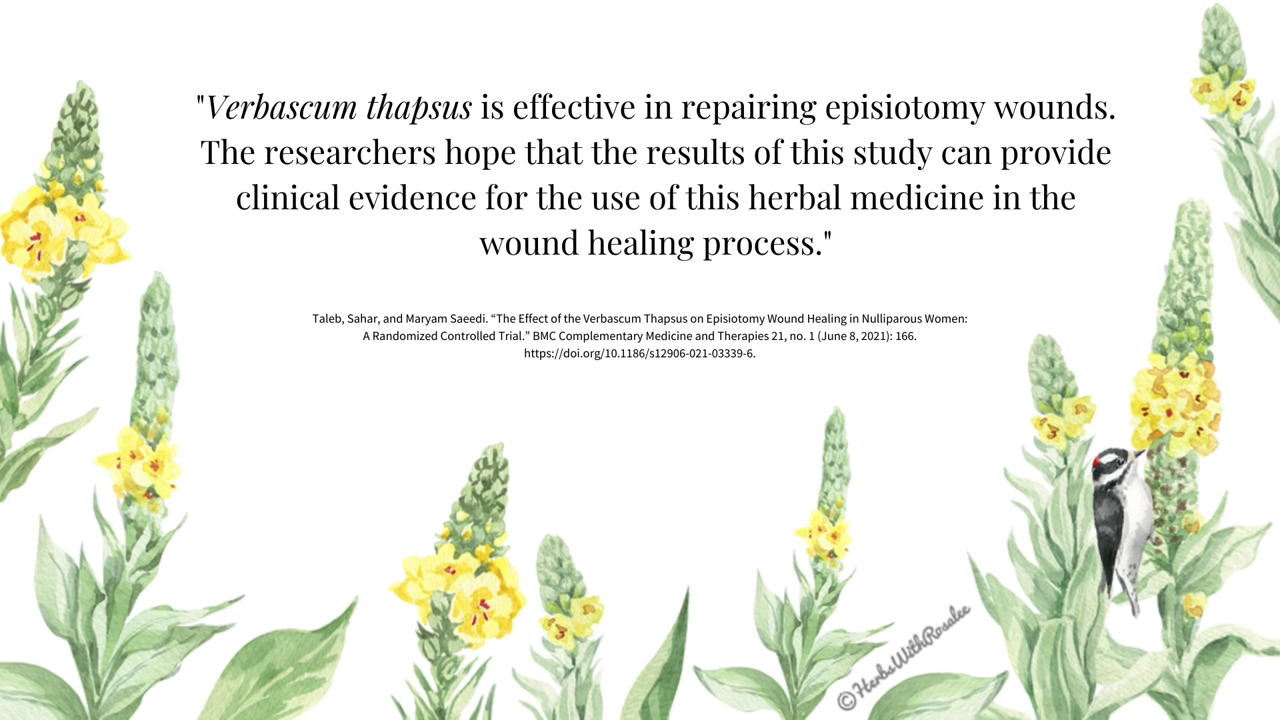 "Verbascum thapsus is effective in repairing episiotomy wounds.
The researchers hope that the results of this study can provide
clinical evidence for the use of this herbal medicine in the
wound healing process."
Taleb, Sahar, and Maryam Saeedi. “The Effect of the Verbascum Thapsus on Episiotomy Wound Healing in Nulliparous Women:
A Randomized Controlled Trial.” BMC Complementary Medicine and Therapies 21, no. 1 (June 8, 2021): 166.
https://doi.org/10.1186/s12906-021-03339-6.
© HerbsWithRosalee